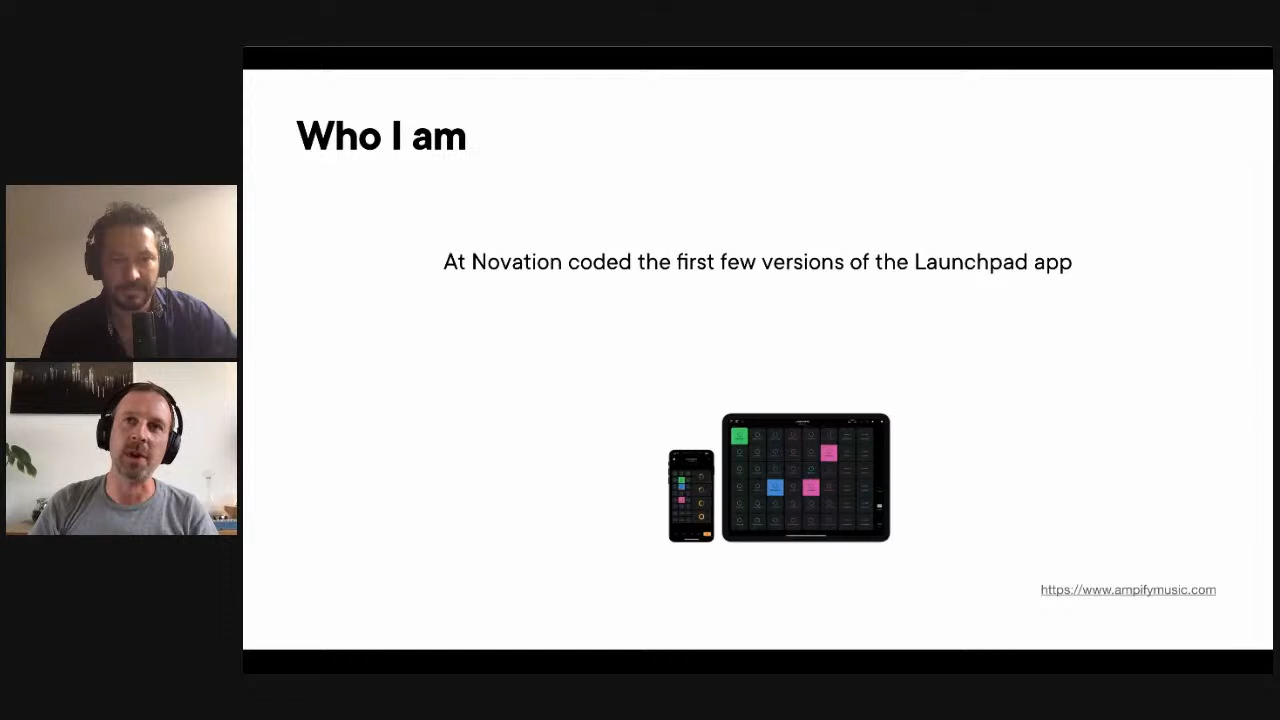 Who I am
At Novation coded the first few versions of the Launchpad app
https://www.ampifymusic.com